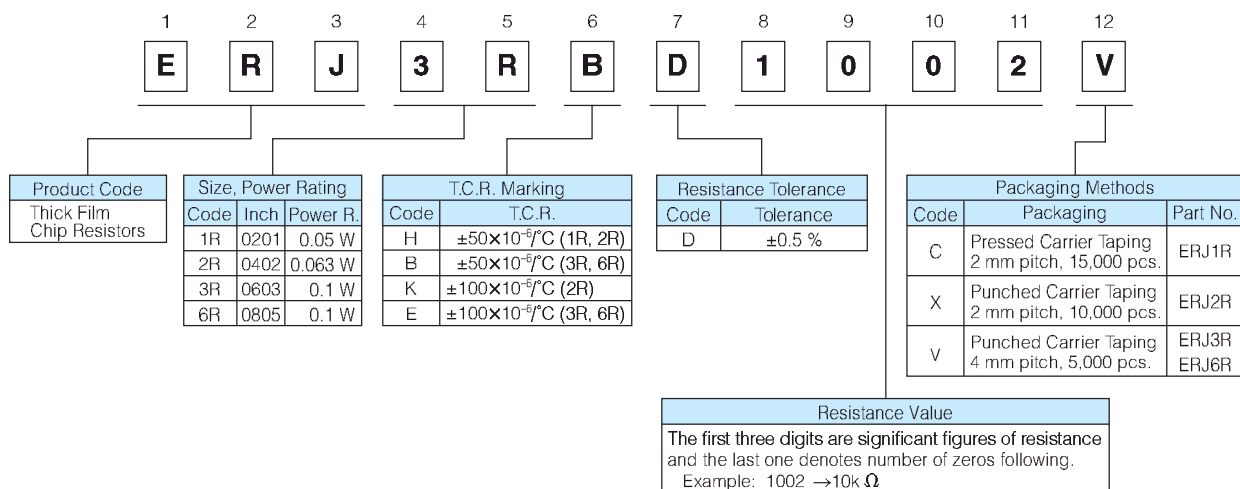 1 2 3 4 5 6 7 8 9 10 11 12
E R J 3 R B D 1 0 0 2 V
Product Code
Thick Film
Chip Resistors
Size, Power Rating
Code Inch Power R.
1R 0201 0.05 W
2R 0402 0.063 W
3R 0603 0.1 W
6R 0805 0.1 W
T.C.R. Marking
Code T.C.R.
H ±50×10⁻⁶/°C (1R, 2R)
B ±50×10⁻⁶/°C (3R, 6R)
K ±100×10⁻⁶/°C (2R)
E ±100×10⁻⁶/°C (3R, 6R)
Resistance Tolerance
Code Tolerance
D ±0.5 %
Packaging Methods
Code Packaging Part No.
C Pressed Carrier Taping
2 mm pitch, 15,000 pcs. ERJ1R
X Punched Carrier Taping
2 mm pitch, 10,000 pcs. ERJ2R
V Punched Carrier Taping ERJ3R
4 mm pitch, 5,000 pcs. ERJ6R
Resistance Value
The first three digits are significant figures of resistance
and the last one denotes number of zeros following.
Example: 1002 →10k Ω